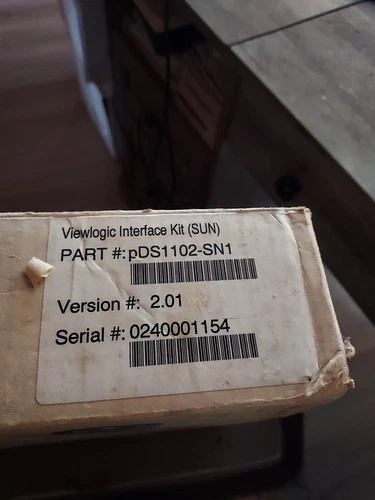 Viewlogic Interface Kit (SUN)
PART #: pDS1102-SN1
Version #: 2.01
Serial #: 0240001154